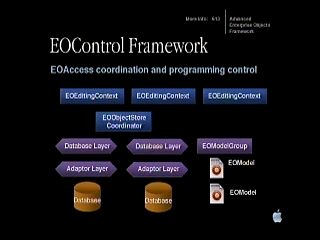 More Info: 613
Advanced
Enterprise Objects
Framework
EOControl Framework
EOAccess coordination and programming control
EOEditingContext EOEditingContext EOEditingContext
EOObjectStore
Coordinator
Database Layer Database Layer EOModelGroup
Adaptor Layer Adaptor Layer EOModel
Database Database EOModel